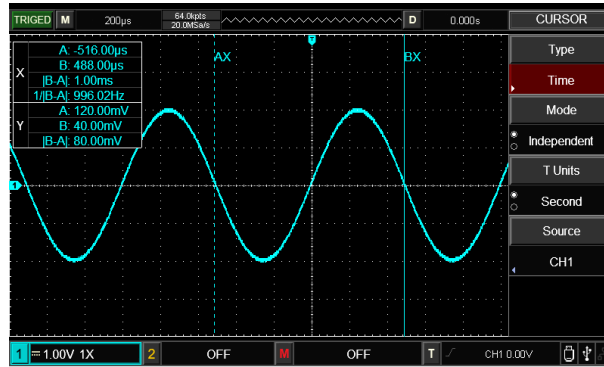 TRIGED M 200µs 64.0kpts D 0.000s CURSOR
20.0MSa/s
T
A: -516.00µs
X B: 488.00µs
|B-A|: 1.00ms
1/|B-A|: 996.02Hz
A: 120.00mV
Y B: 40.00mV
|B-A|: 80.00mV
AX BX
1
Type
Time
Mode
Independent
T Units
Second
Source
CH1
1 1.00V 1X 2 OFF M OFF T CH1 0.00V